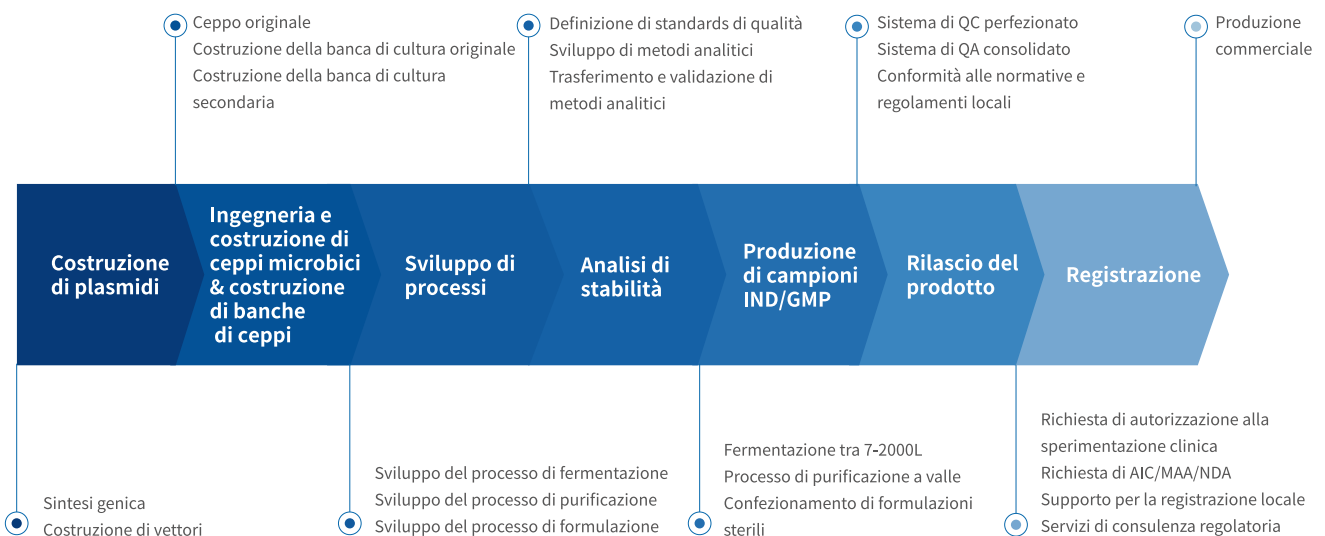 Ceppo originale
Costruzione della banca di cultura originale
Costruzione della banca di cultura
secondaria
Definizione di standards di qualità
Sviluppo di metodi analitici
Trasferimento e validazione di
metodi analitici
Sistema di QC perfezionato
Sistema di QA consolidato
Conformità alle normative e
regolamenti locali
Produzione
commerciale
Costruzione
di plasmidi
Ingegneria e
costruzione di
ceppi microbici
& costruzione
di banche
di ceppi
Sviluppo di
processi
Analisi di
stabilità
Produzione
di campioni
IND/GMP
Rilascio del
prodotto
Registrazione
Sintesi genica
Costruzione di vettori
Sviluppo del processo di fermentazione
Sviluppo del processo di purificazione
Sviluppo del processo di formulazione
Fermentazione tra 7-2000L
Processo di purificazione a valle
Confezionamento di formulazioni
sterili
Richiesta di autorizzazione alla
sperimentazione clinica
Richiesta di AIC/MAA/NDA
Supporto per la registrazione locale
Servizi di consulenza regolatoria